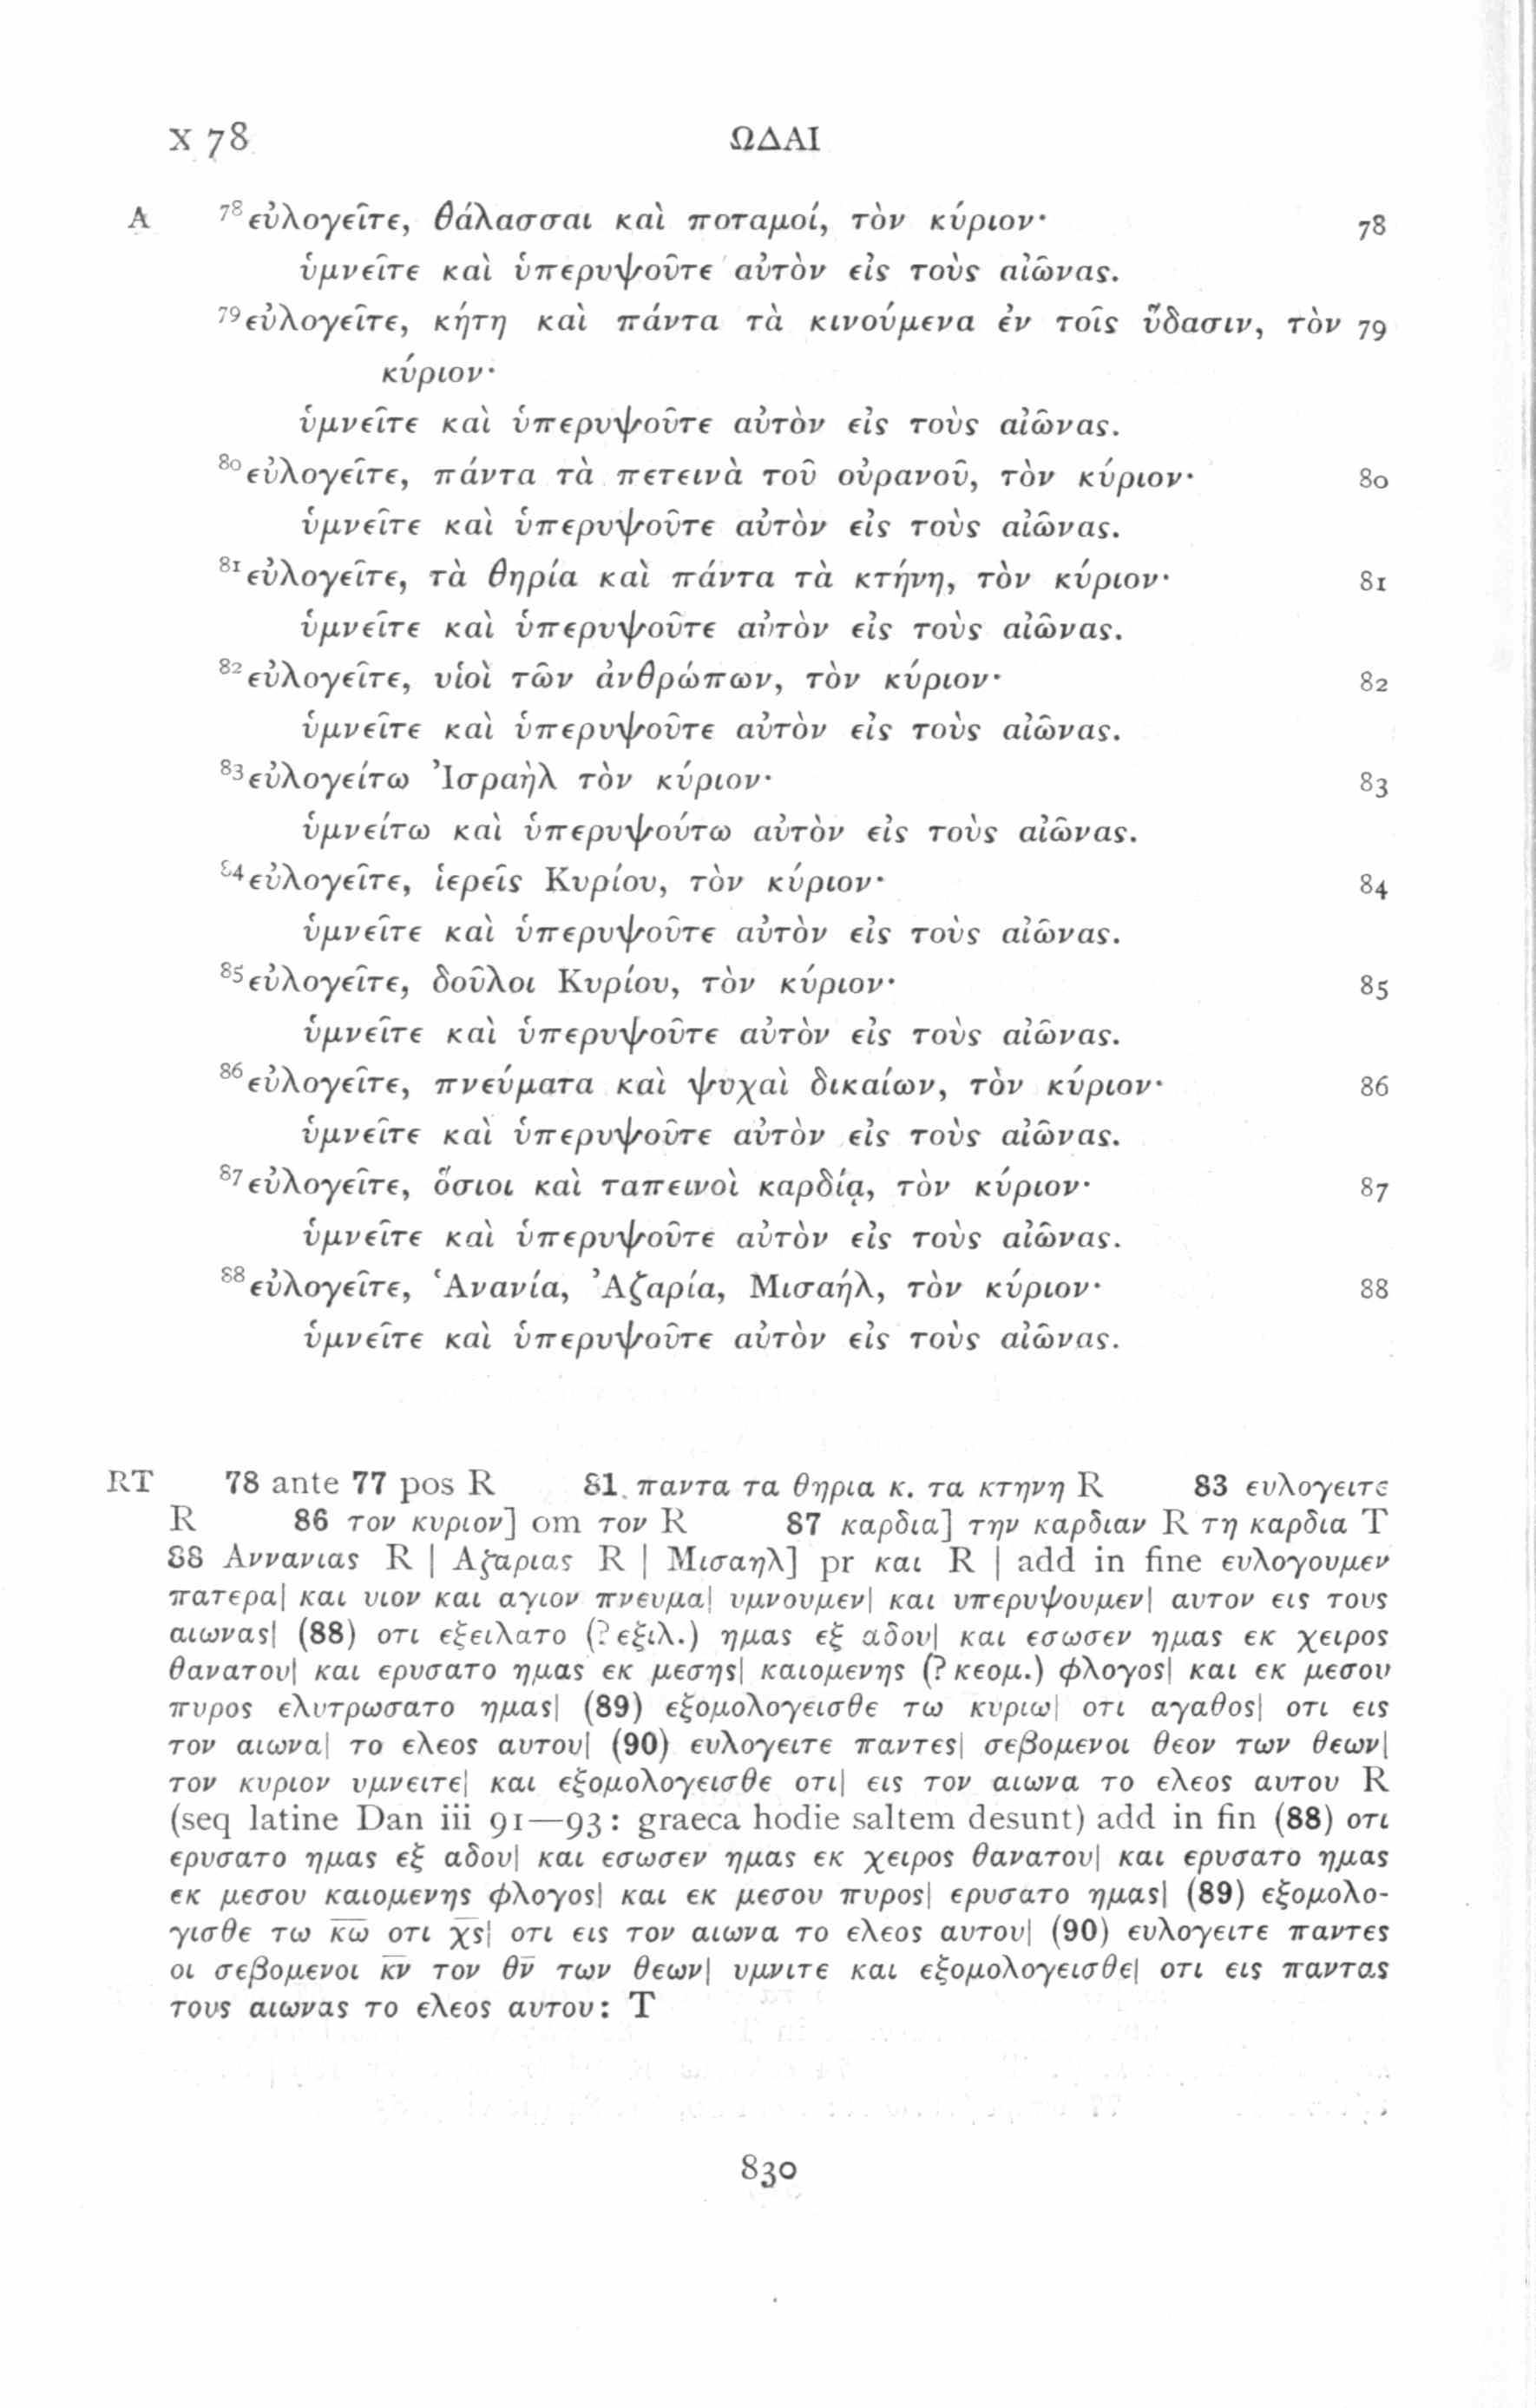 X 78 ΩΔΑΙ
A ⁷⁸εὐλογεῖτε, θάλασσαι καὶ ποταμοί, τὸν κύριον· 78
ὑμνεῖτε καὶ ὑπερυψοῦτε αὐτὸν εἰς τοὺς αἰῶνας.
⁷⁹εὐλογεῖτε, κήτη καὶ πάντα τὰ κινούμενα ἐν τοῖς ὕδασιν, τὸν 79
κύριον·
ὑμνεῖτε καὶ ὑπερυψοῦτε αὐτὸν εἰς τοὺς αἰῶνας.
⁸⁰εὐλογεῖτε, πάντα τὰ πετεινὰ τοῦ οὐρανοῦ, τὸν κύριον· 80
ὑμνεῖτε καὶ ὑπερυψοῦτε αὐτὸν εἰς τοὺς αἰῶνας.
⁸¹εὐλογεῖτε, τὰ θηρία καὶ πάντα τὰ κτήνη, τὸν κύριον· 81
ὑμνεῖτε καὶ ὑπερυψοῦτε αὐτὸν εἰς τοὺς αἰῶνας.
⁸²εὐλογεῖτε, υἱοὶ τῶν ἀνθρώπων, τὸν κύριον· 82
ὑμνεῖτε καὶ ὑπερυψοῦτε αὐτὸν εἰς τοὺς αἰῶνας.
⁸³εὐλογείτω Ἰσραὴλ τὸν κύριον· 83
ὑμνείτω καὶ ὑπερυψούτω αὐτὸν εἰς τοὺς αἰῶνας.
⁸⁴εὐλογεῖτε, ἱερεῖς Κυρίου, τὸν κύριον· 84
ὑμνεῖτε καὶ ὑπερυψοῦτε αὐτὸν εἰς τοὺς αἰῶνας.
⁸⁵εὐλογεῖτε, δοῦλοι Κυρίου, τὸν κύριον· 85
ὑμνεῖτε καὶ ὑπερυψοῦτε αὐτὸν εἰς τοὺς αἰῶνας.
⁸⁶εὐλογεῖτε, πνεύματα καὶ ψυχαὶ δικαίων, τὸν κύριον· 86
ὑμνεῖτε καὶ ὑπερυψοῦτε αὐτὸν εἰς τοὺς αἰῶνας.
⁸⁷εὐλογεῖτε, ὅσιοι καὶ ταπεινοὶ καρδίᾳ, τὸν κύριον· 87
ὑμνεῖτε καὶ ὑπερυψοῦτε αὐτὸν εἰς τοὺς αἰῶνας.
⁸⁸εὐλογεῖτε, Ἁνανία, Ἀζαρία, Μισαήλ, τὸν κύριον· 88
ὑμνεῖτε καὶ ὑπερυψοῦτε αὐτὸν εἰς τοὺς αἰῶνας.
RT 78 ante 77 pos R 81 παντα τα θηρια κ. τα κτηνη R 83 ευλογειτε
R 86 τον κυριον] om τον R 87 καρδια] την καρδιαν R τη καρδια T
88 Αννανιας R | Αζαριας R | Μισαηλ] pr και R | add in fine ευλογουμεν
πατερα| και υιον και αγιον πνευμα| υμνουμεν| και υπερυψουμεν| αυτον εις τους
αιωνας| (88) οτι εξειλατο (? εξιλ.) ημας εξ αδου| και εσωσεν ημας εκ χειρος
θανατου| και ερυσατο ημας εκ μεσης| καιομενης (? κεομ.) φλογος| και εκ μεσου
πυρος ελυτρωσατο ημας| (89) εξομολογεισθε τω κυριω| οτι αγαθος| οτι εις
τον αιωνα| το ελεος αυτου| (90) ευλογειτε παντες| σεβομενοι θεον των θεων|
τον κυριον υμνειτε| και εξομολογεισθε οτι| εις τον αιωνα το ελεος αυτου R
(seq latine Dan iii 91—93: graeca hodie saltem desunt) add in fin (88) οτι
ερυσατο ημας εξ αδου| και εσωσεν ημας εκ χειρος θανατου| και ερυσατο ημας
εκ μεσου καιομενης φλογος| και εκ μεσου πυρος| ερυσατο ημας| (89) εξομολο-
γισθε τω κ̅ω̅ οτι χ̅ς̅| οτι εις τον αιωνα το ελεος αυτου| (90) ευλογειτε παντες
οι σεβομενοι κ̅ν̅ τον θ̅ν̅ των θεων| υμνιτε και εξομολογεισθε| οτι εις παντας
τους αιωνας το ελεος αυτου: T
830